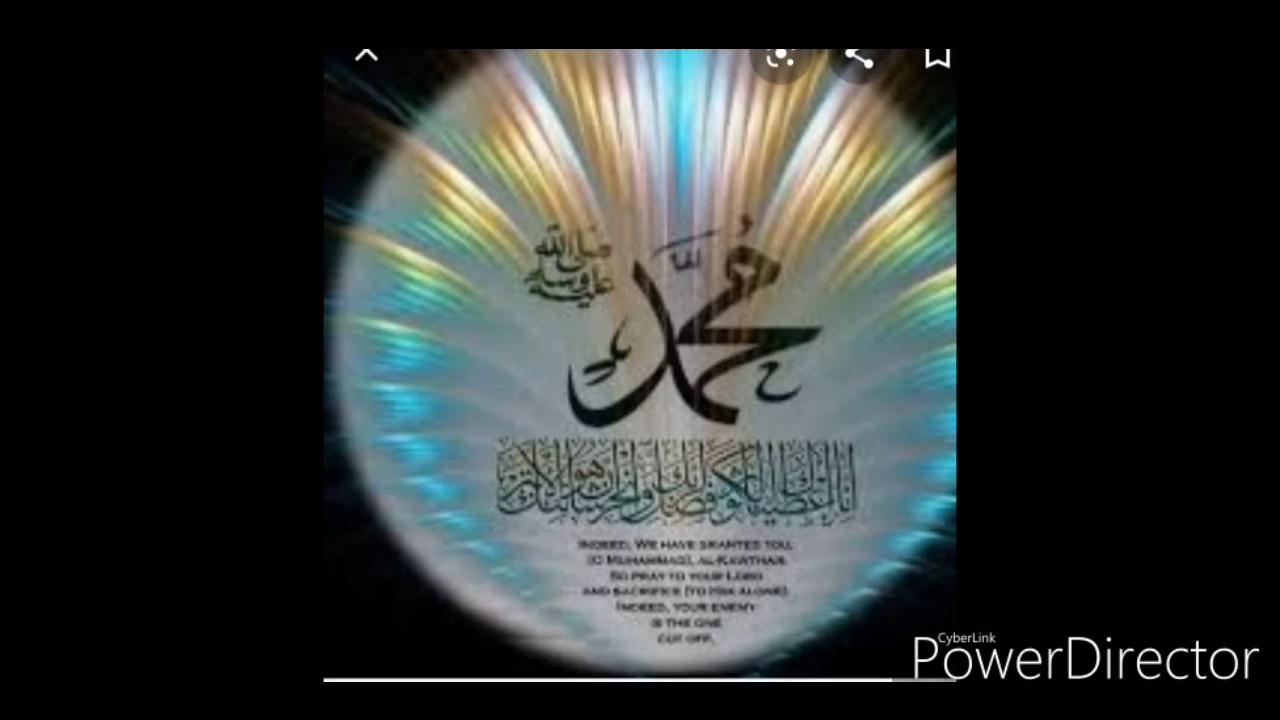 صلى الله
عليه وسلم
محمد
إنا أعطيناك الكوثر فصل لربك وانحر إن شانئك هو الأبتر
INDEED, WE HAVE GRANTED YOU,
(O MUHAMMAD), AL-KAWTHAR.
SO PRAY TO YOUR LORD
AND SACRIFICE (TO HIM ALONE).
INDEED, YOUR ENEMY
IS THE ONE
CUT OFF.
CyberLink
PowerDirector